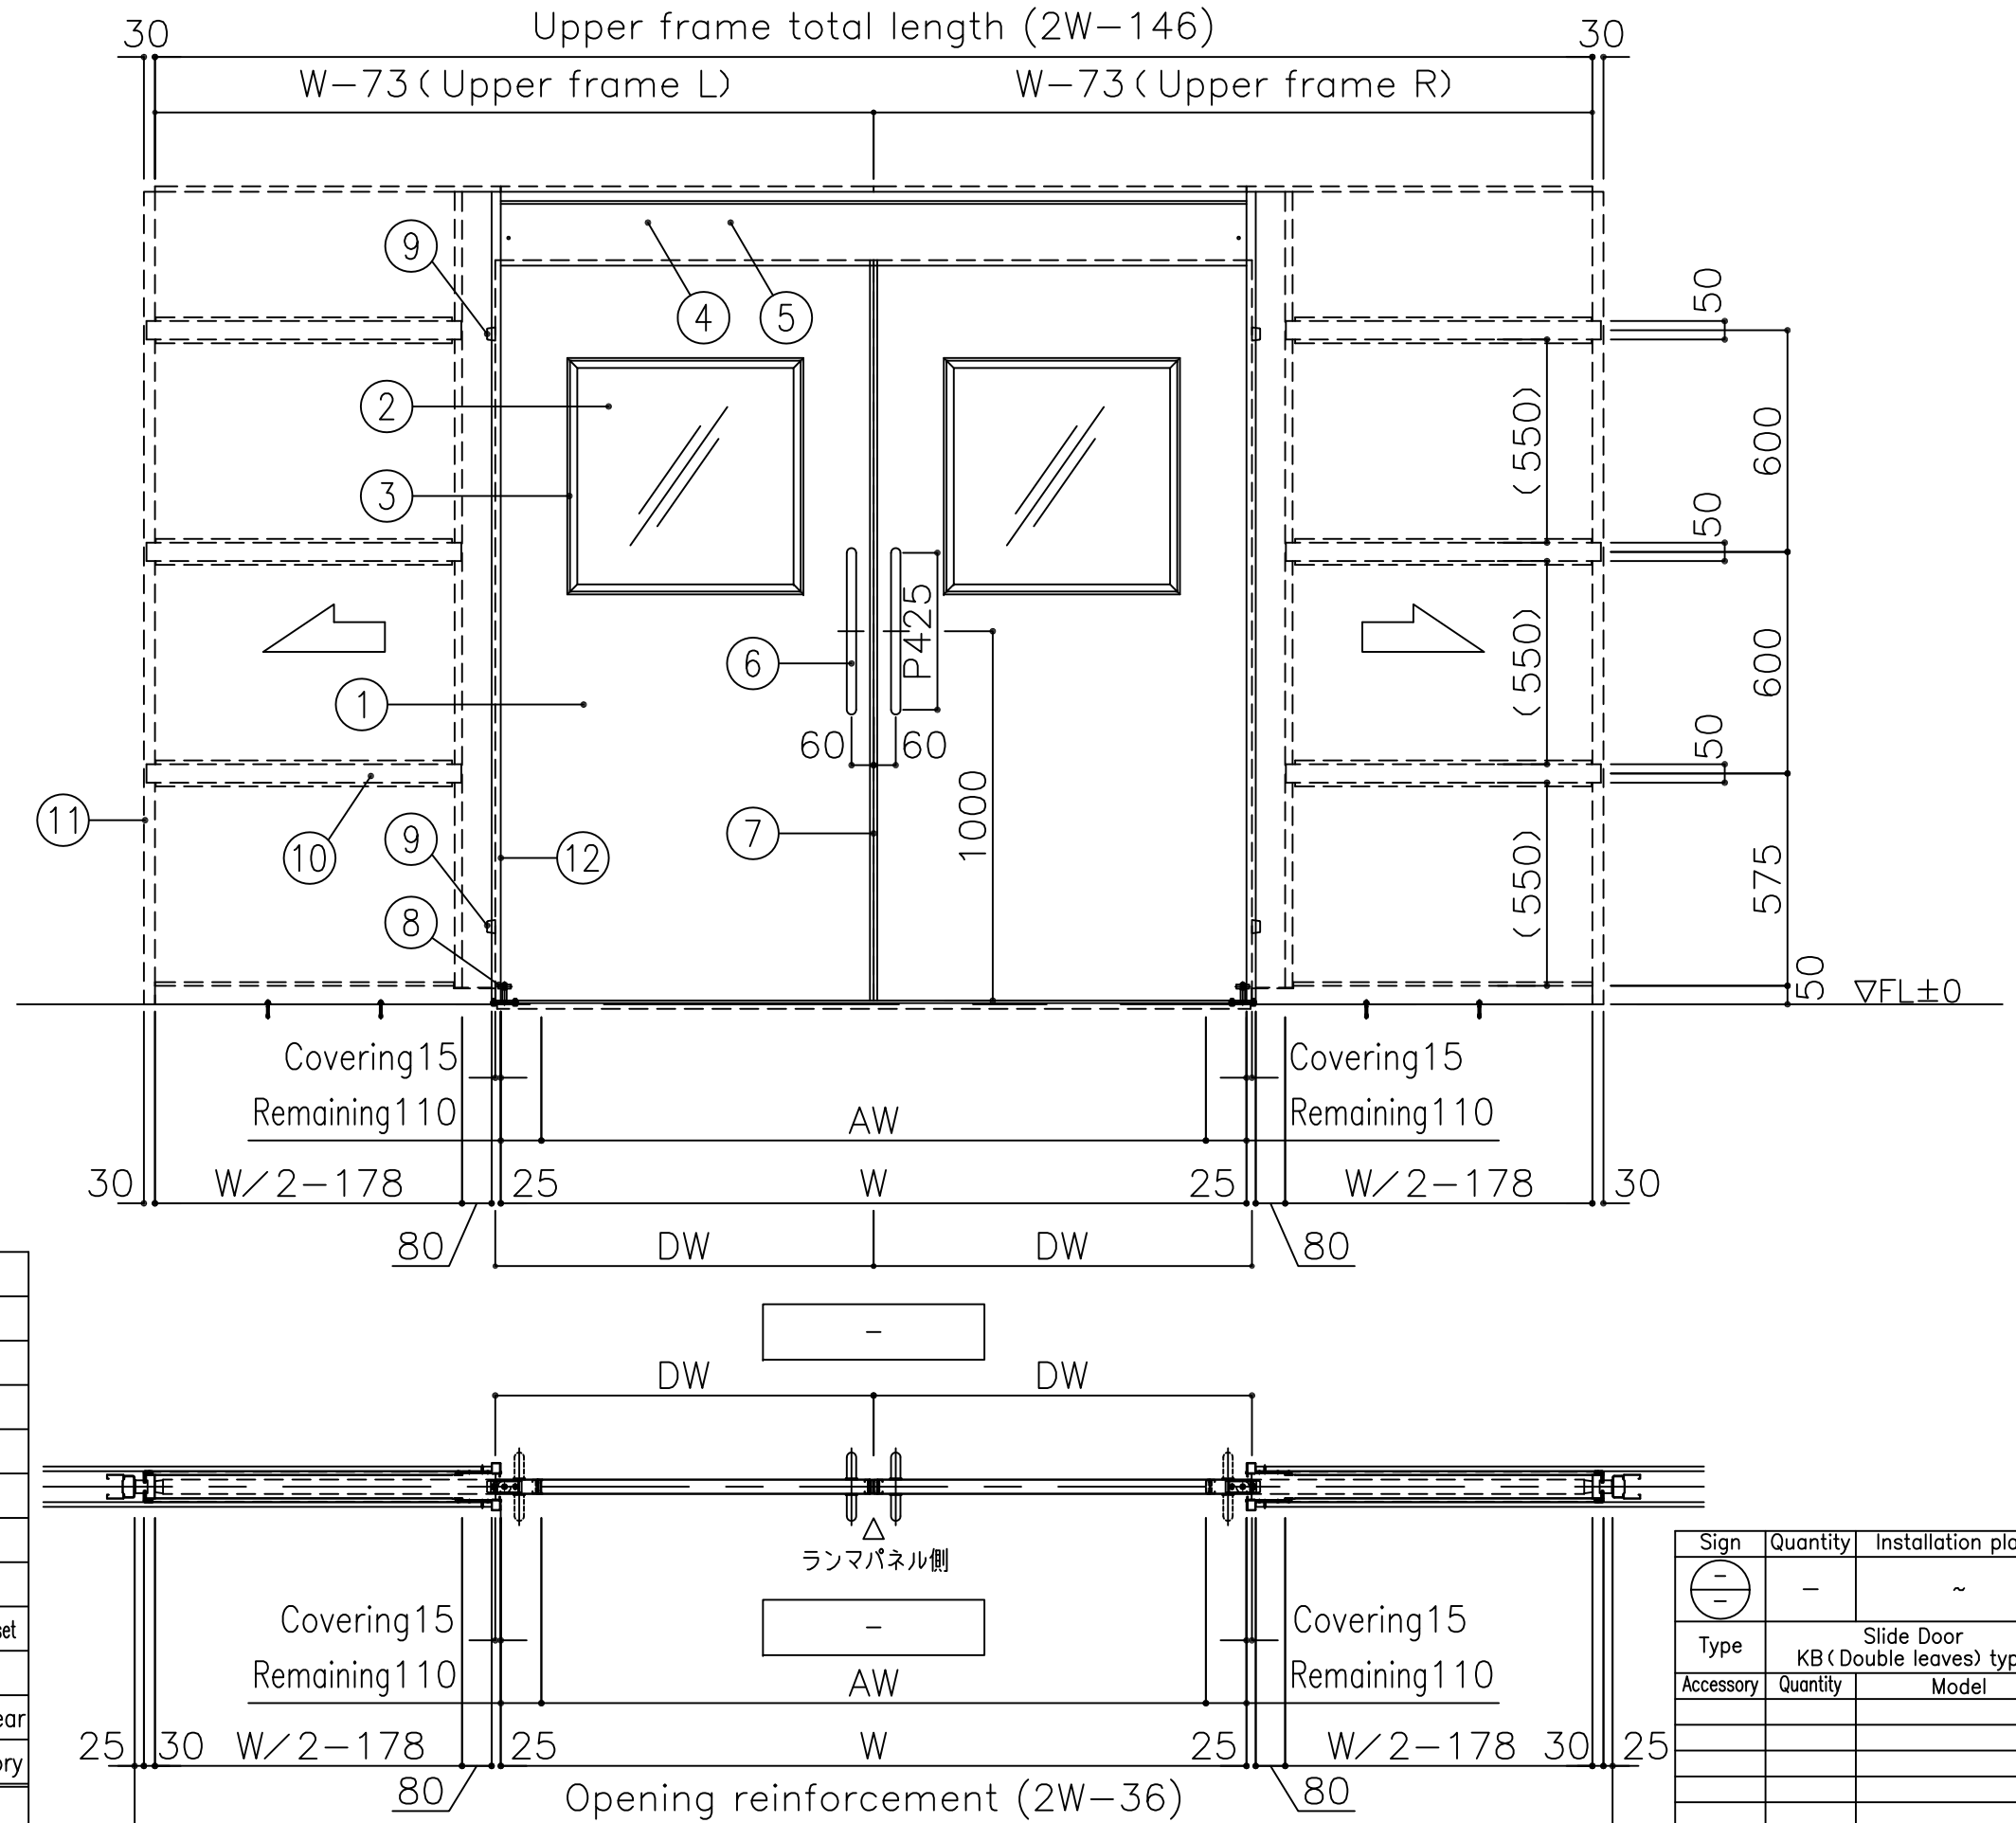 Upper frame total length (2W-146)
30
30
W-73(Upper frame L)
W-73(Upper frame R)
9
4
5
50
2
(550)
600
3
50
P425
6
(550)
600
1
60
60
50
1000
11
10
9
12
7
(550)
575
8
50
▽FL±0
Covering15
Covering15
Remaining110
AW
Remaining110
30
W/2-178
25
W
25
W/2-178
30
80
DW
DW
80
-
DW
DW
△
ランマパネル側
Covering15
-
Covering15
Remaining110
AW
Remaining110
25
30
W/2-178
25
W
25
W/2-178
30
25
80
Opening reinforcement (2W-36)
80
set
ear
ory
Sign
Quantity
Installation pla
-
-
-
~
Type
Slide Door
KB(Double leaves) typ
Accessory
Quantity
Model